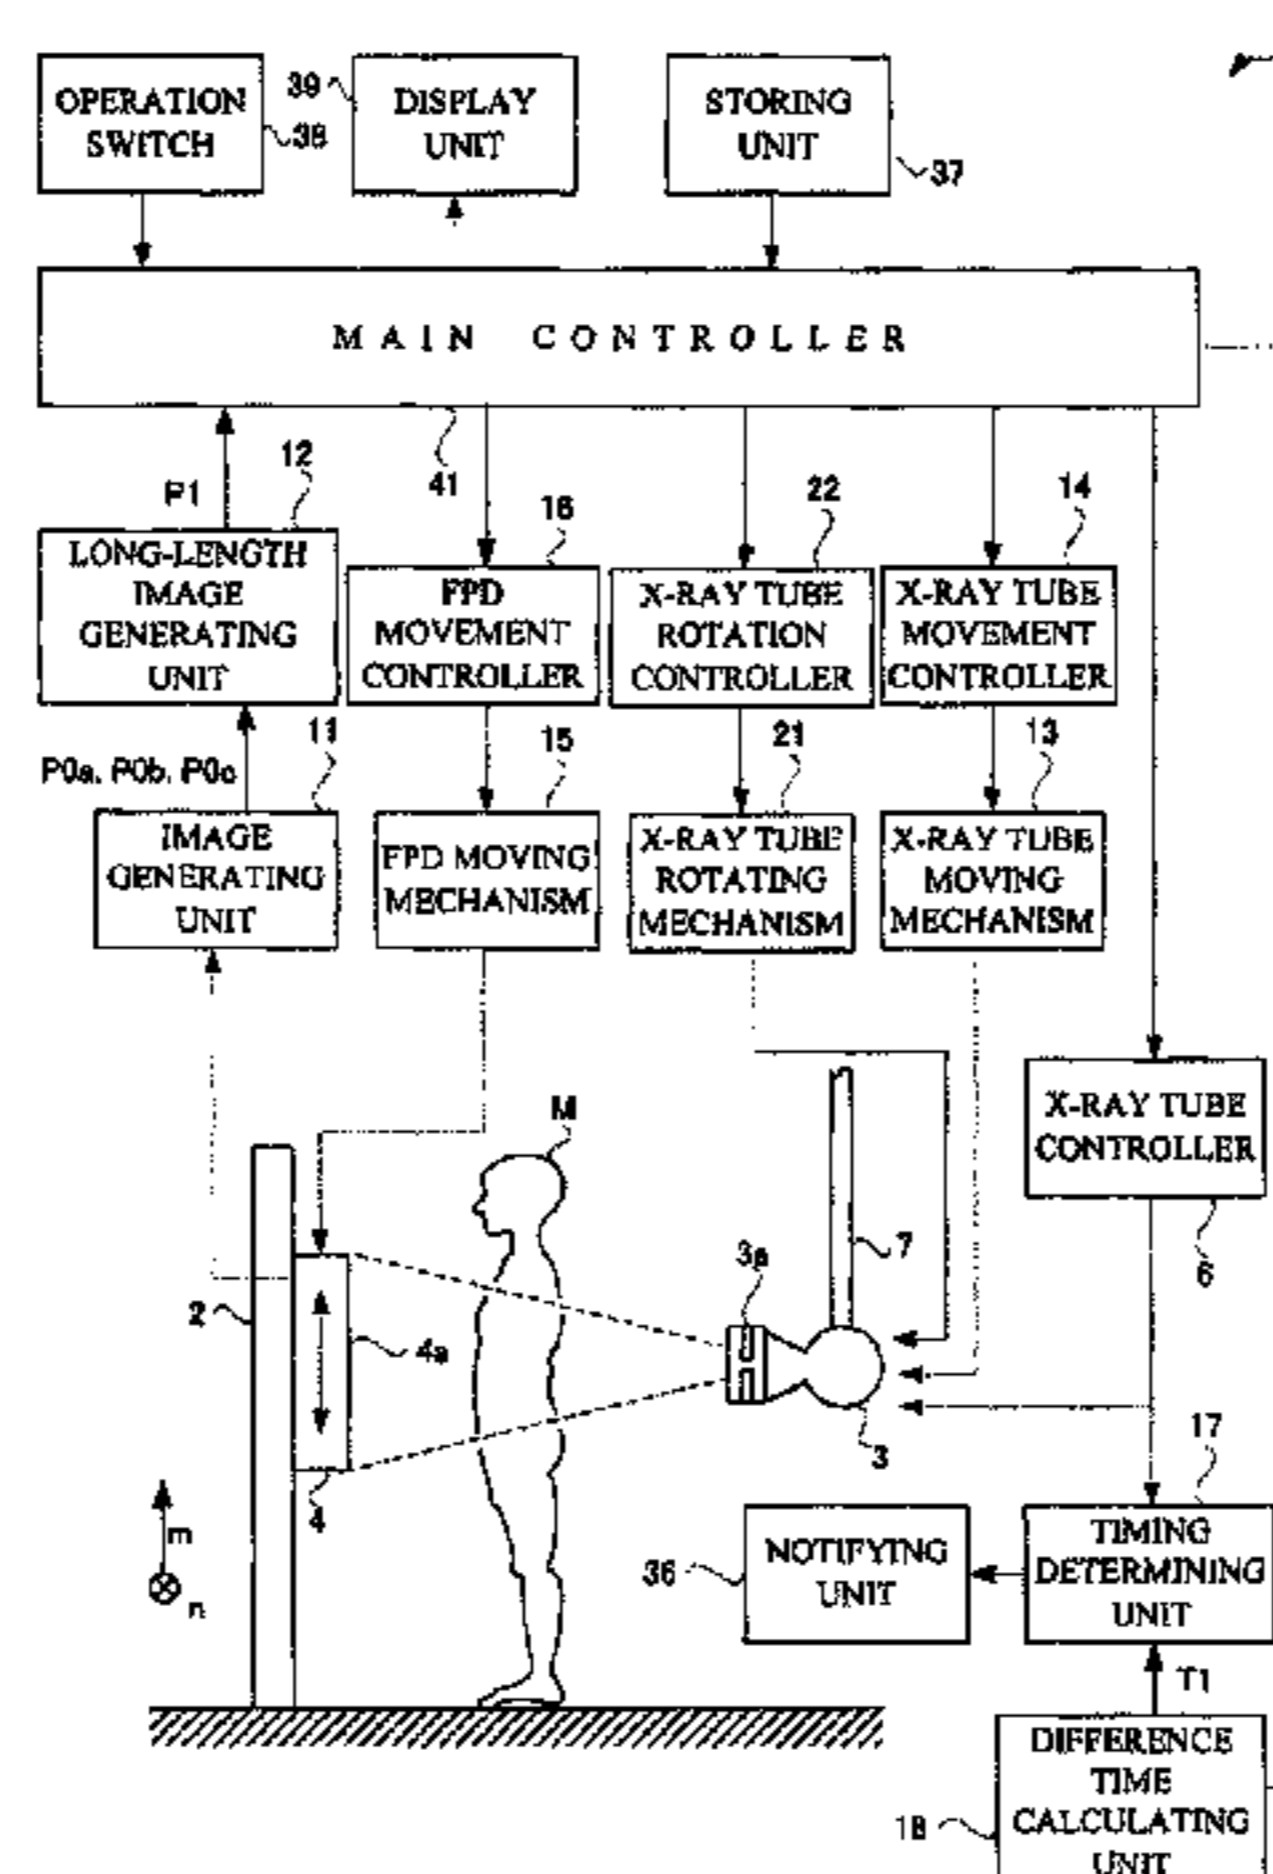 OPERATION
SWITCH
38
39
DISPLAY
UNIT
STORING
UNIT
37
MAIN CONTROLLER
41
P1
12
LONG-LENGTH
IMAGE
GENERATING
UNIT
16
FPD
MOVEMENT
CONTROLLER
22
X-RAY TUBE
ROTATION
CONTROLLER
14
X-RAY TUBE
MOVEMENT
CONTROLLER
P0a, P0b, P0c
11
IMAGE
GENERATING
UNIT
15
FPD MOVING
MECHANISM
21
X-RAY TUBE
ROTATING
MECHANISM
13
X-RAY TUBE
MOVING
MECHANISM
X-RAY TUBE
CONTROLLER
6
M
7
3a
2
4a
3
4
m
n
17
TIMING
DETERMINING
UNIT
36
NOTIFYING
UNIT
T1
DIFFERENCE
TIME
CALCULATING
UNIT
18